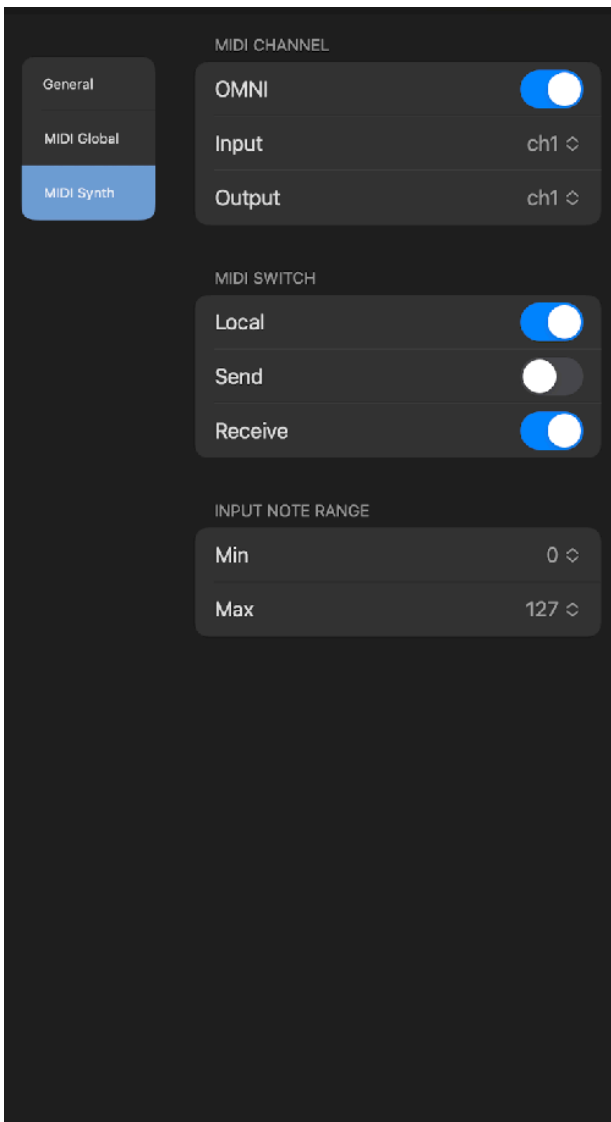 General
MIDI Global
MIDI Synth
MIDI CHANNEL
OMNI
Input ch1
Output ch1
MIDI SWITCH
Local
Send
Receive
INPUT NOTE RANGE
Min 0
Max 127